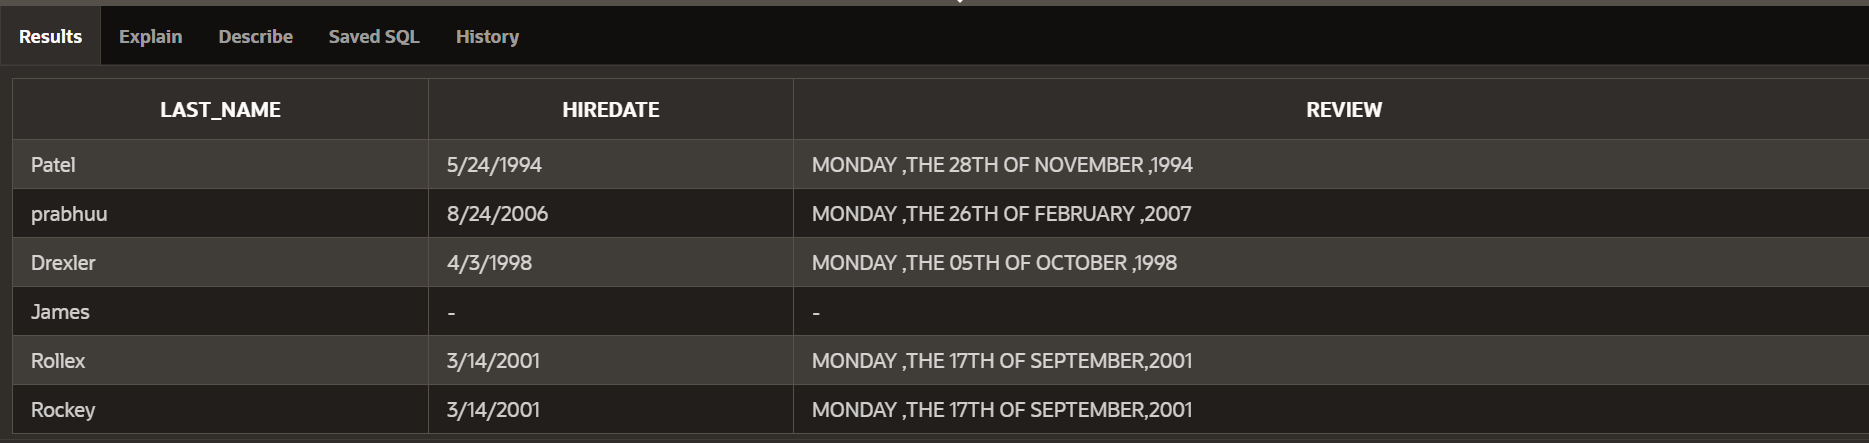 Results Explain Describe Saved SQL History
LAST_NAME HIREDATE REVIEW
Patel 5/24/1994 MONDAY ,THE 28TH OF NOVEMBER ,1994
prabhuu 8/24/2006 MONDAY ,THE 26TH OF FEBRUARY ,2007
Drexler 4/3/1998 MONDAY ,THE 05TH OF OCTOBER ,1998
James - -
Rollex 3/14/2001 MONDAY ,THE 17TH OF SEPTEMBER,2001
Rockey 3/14/2001 MONDAY ,THE 17TH OF SEPTEMBER,2001